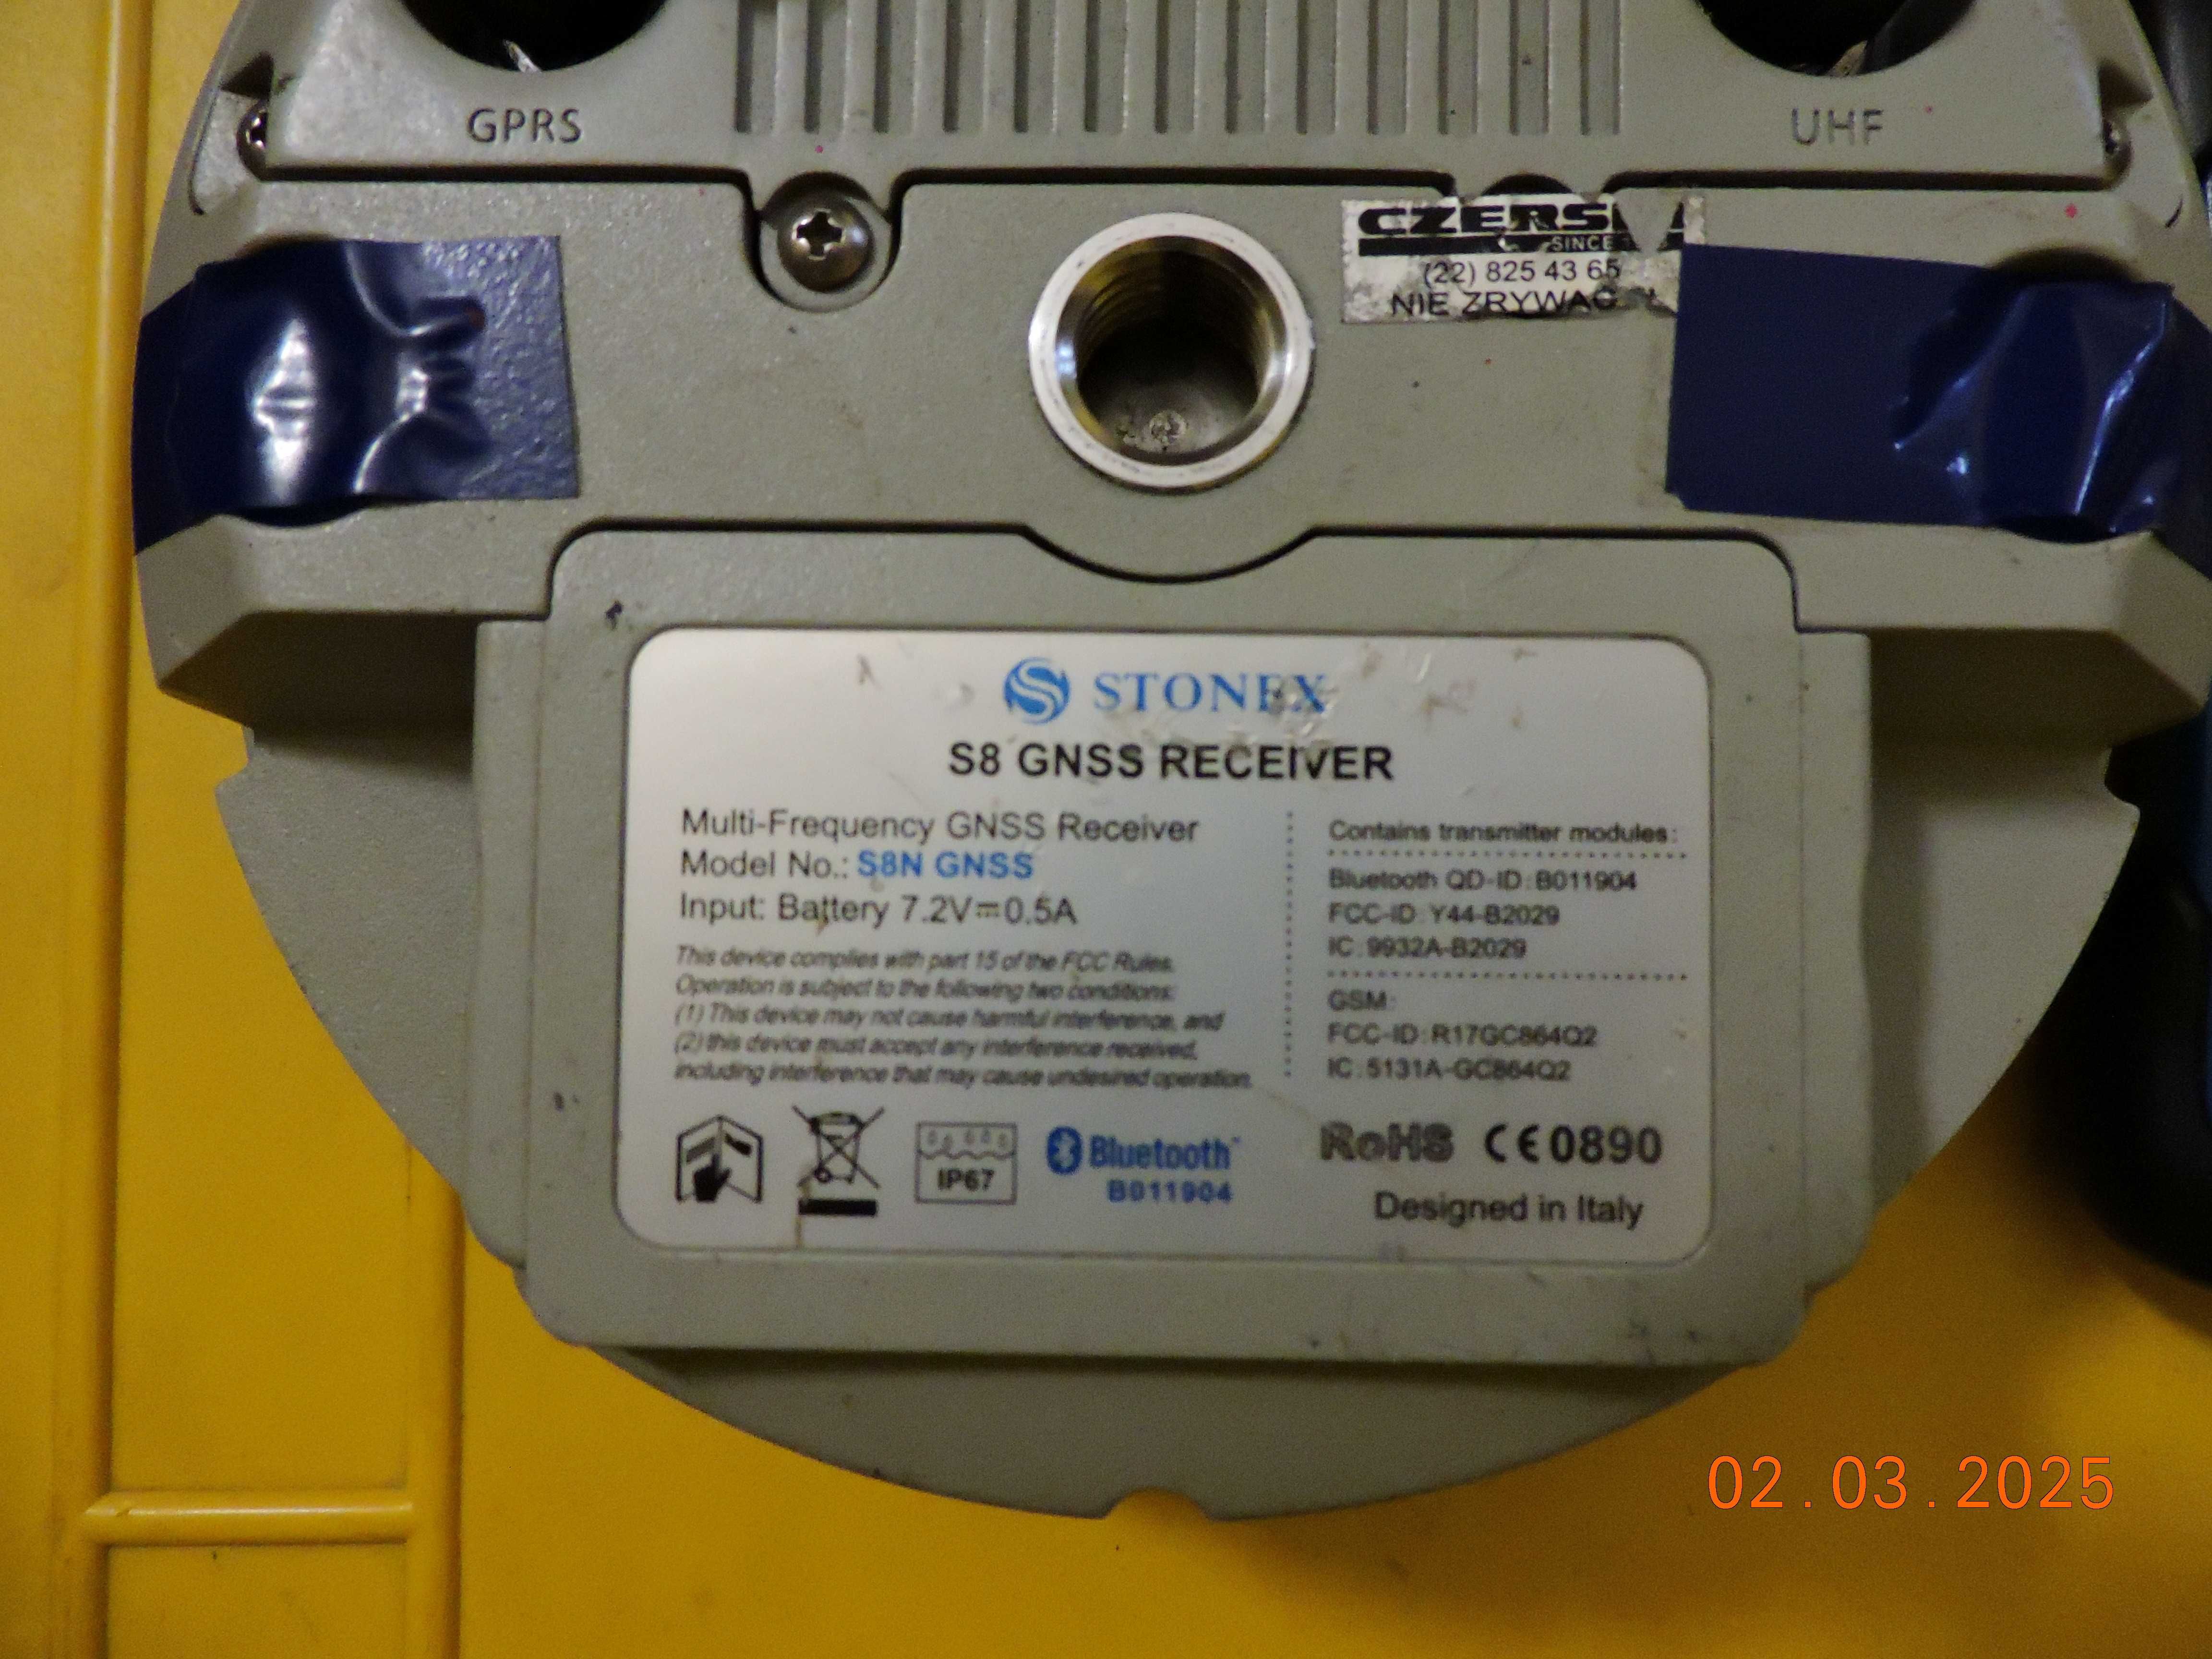 GPRS
UHF
CZERS
SINCE
(22) 825 43 65
NIE ZRYWAĆ
STONEX
S8 GNSS RECEIVER
Multi-Frequency GNSS Receiver
Model No.: S8N GNSS
Input: Battery 7.2V⎓0.5A
This device complies with part 15 of the FCC Rules.
Operation is subject to the following two conditions:
(1) This device may not cause harmful interference, and
(2) this device must accept any interference received,
including interference that may cause undesired operation.
Contains transmitter modules:
Bluetooth QD-ID: B011904
FCC-ID: Y44-B2029
IC: 9932A-B2029
GSM:
FCC-ID: R17GC864Q2
IC: 5131A-GC864Q2
IP67
Bluetooth
B011904
RoHS CE0890
Designed in Italy
02.03.2025